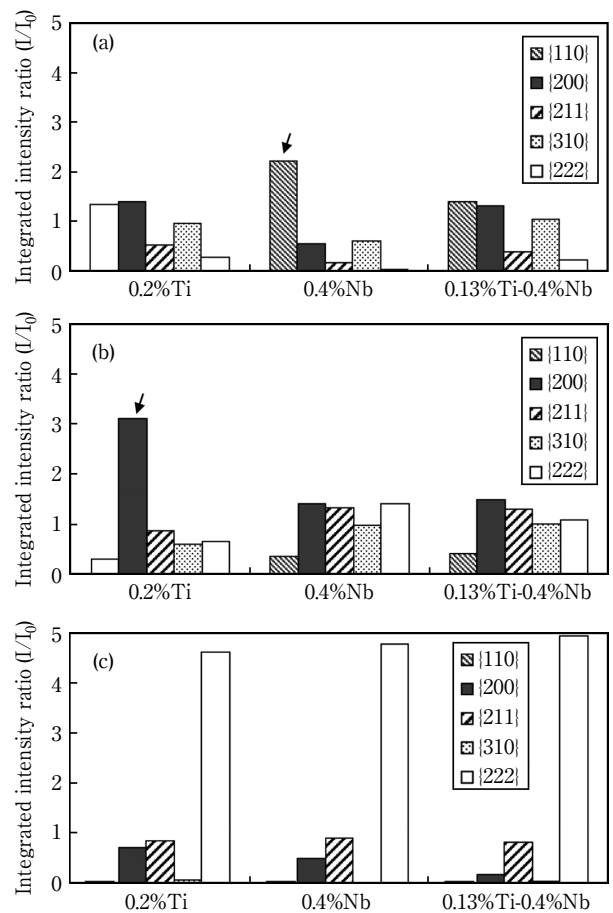 Integrated intensity ratio (I/I₀)
5
4
3
2
1
0
(a)
{110}
{200}
{211}
{310}
{222}
0.2%Ti
0.4%Nb
0.13%Ti-0.4%Nb
Integrated intensity ratio (I/I₀)
5
4
3
2
1
0
(b)
{110}
{200}
{211}
{310}
{222}
0.2%Ti
0.4%Nb
0.13%Ti-0.4%Nb
Integrated intensity ratio (I/I₀)
5
4
3
2
1
0
(c)
{110}
{200}
{211}
{310}
{222}
0.2%Ti
0.4%Nb
0.13%Ti-0.4%Nb